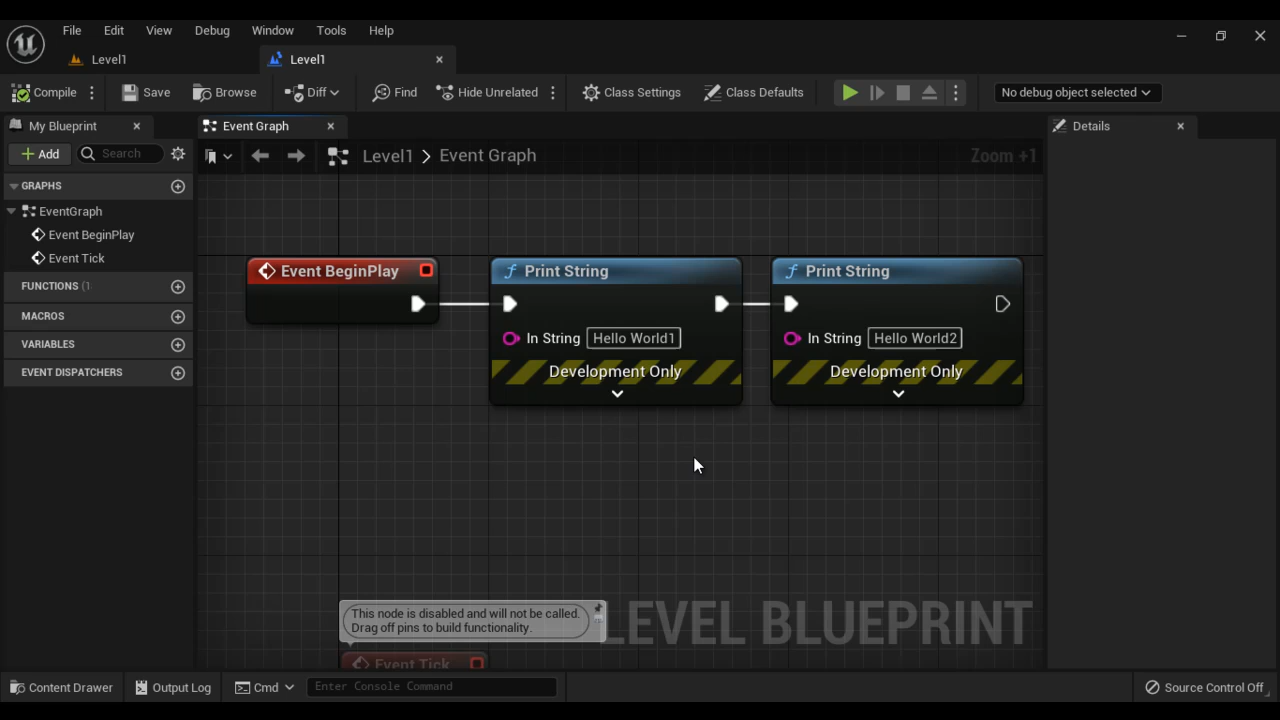 File Edit View Debug Window Tools Help
Level1 Level1
Compile Save Browse Diff Find Hide Unrelated Class Settings Class Defaults No debug object selected
My Blueprint Event Graph Details
Add Search Level1 > Event Graph Zoom +1
GRAPHS
EventGraph
Event BeginPlay
Event Tick
FUNCTIONS (1
MACROS
VARIABLES
EVENT DISPATCHERS
Event BeginPlay
Print String
In String Hello World1
Development Only
Print String
In String Hello World2
Development Only
This node is disabled and will not be called.
Drag off pins to build functionality.
Event Tick
LEVEL BLUEPRINT
Content Drawer Output Log Cmd Enter Console Command Source Control Off